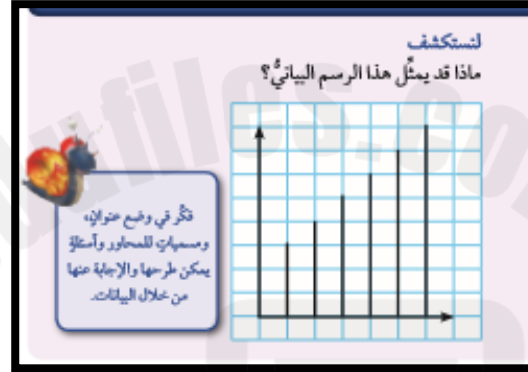 لنستكشف
ماذا قد يمثِّل هذا الرسم البيانيُّ؟
فكِّر في وضع عنوانٍ،
ومسمياتٍ للمحاور وأسئلةٍ
يمكن طرحها والإجابة عنها
من خلال البيانات.